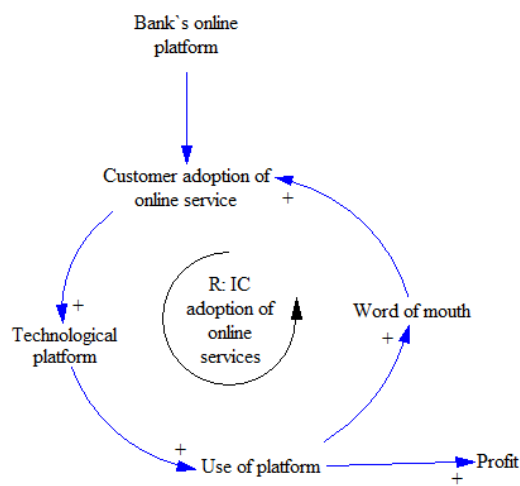 Bank`s online
platform
Customer adoption of
online service
+
R: IC
adoption of
online
services
+
Technological
platform
Word of mouth
+
+
Use of platform
Profit
+